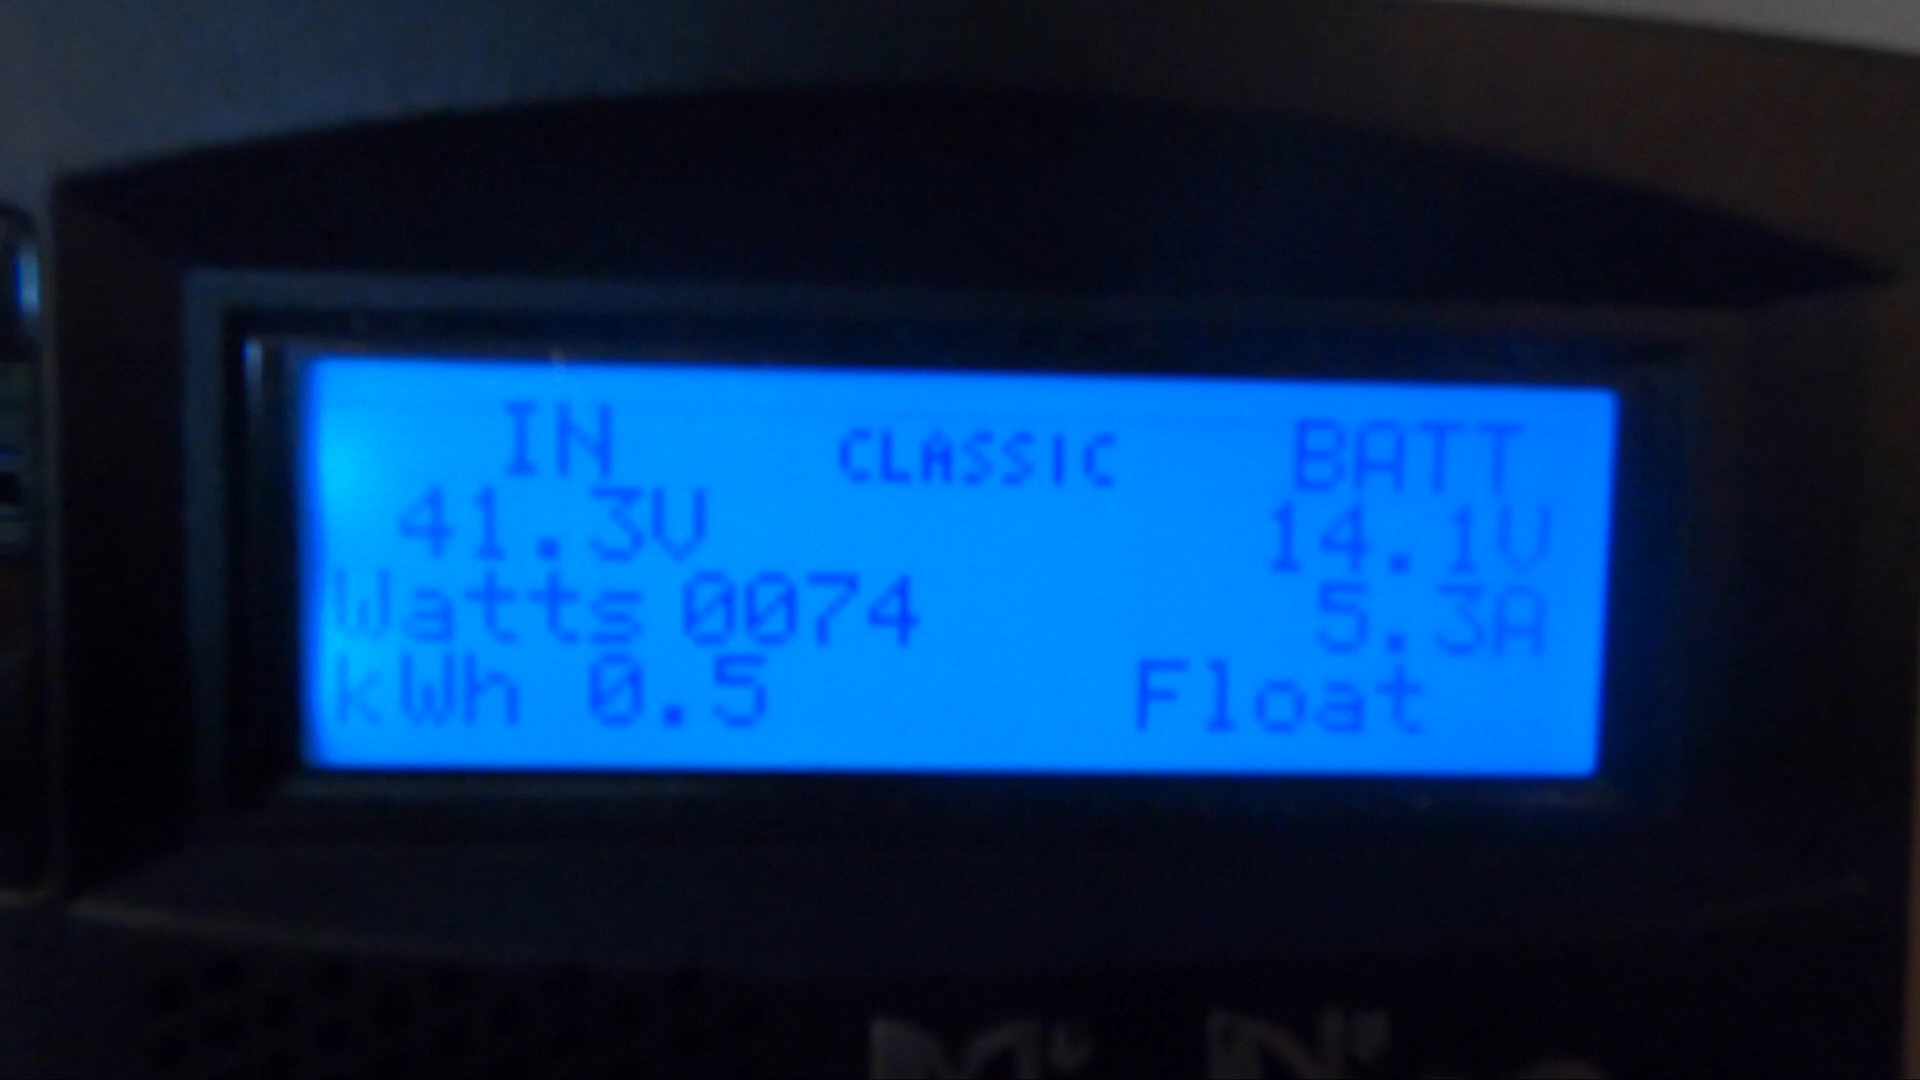 IN CLASSIC BATT
41.3V 14.1V
Watts 0074 5.3A
kWh 0.5 Float